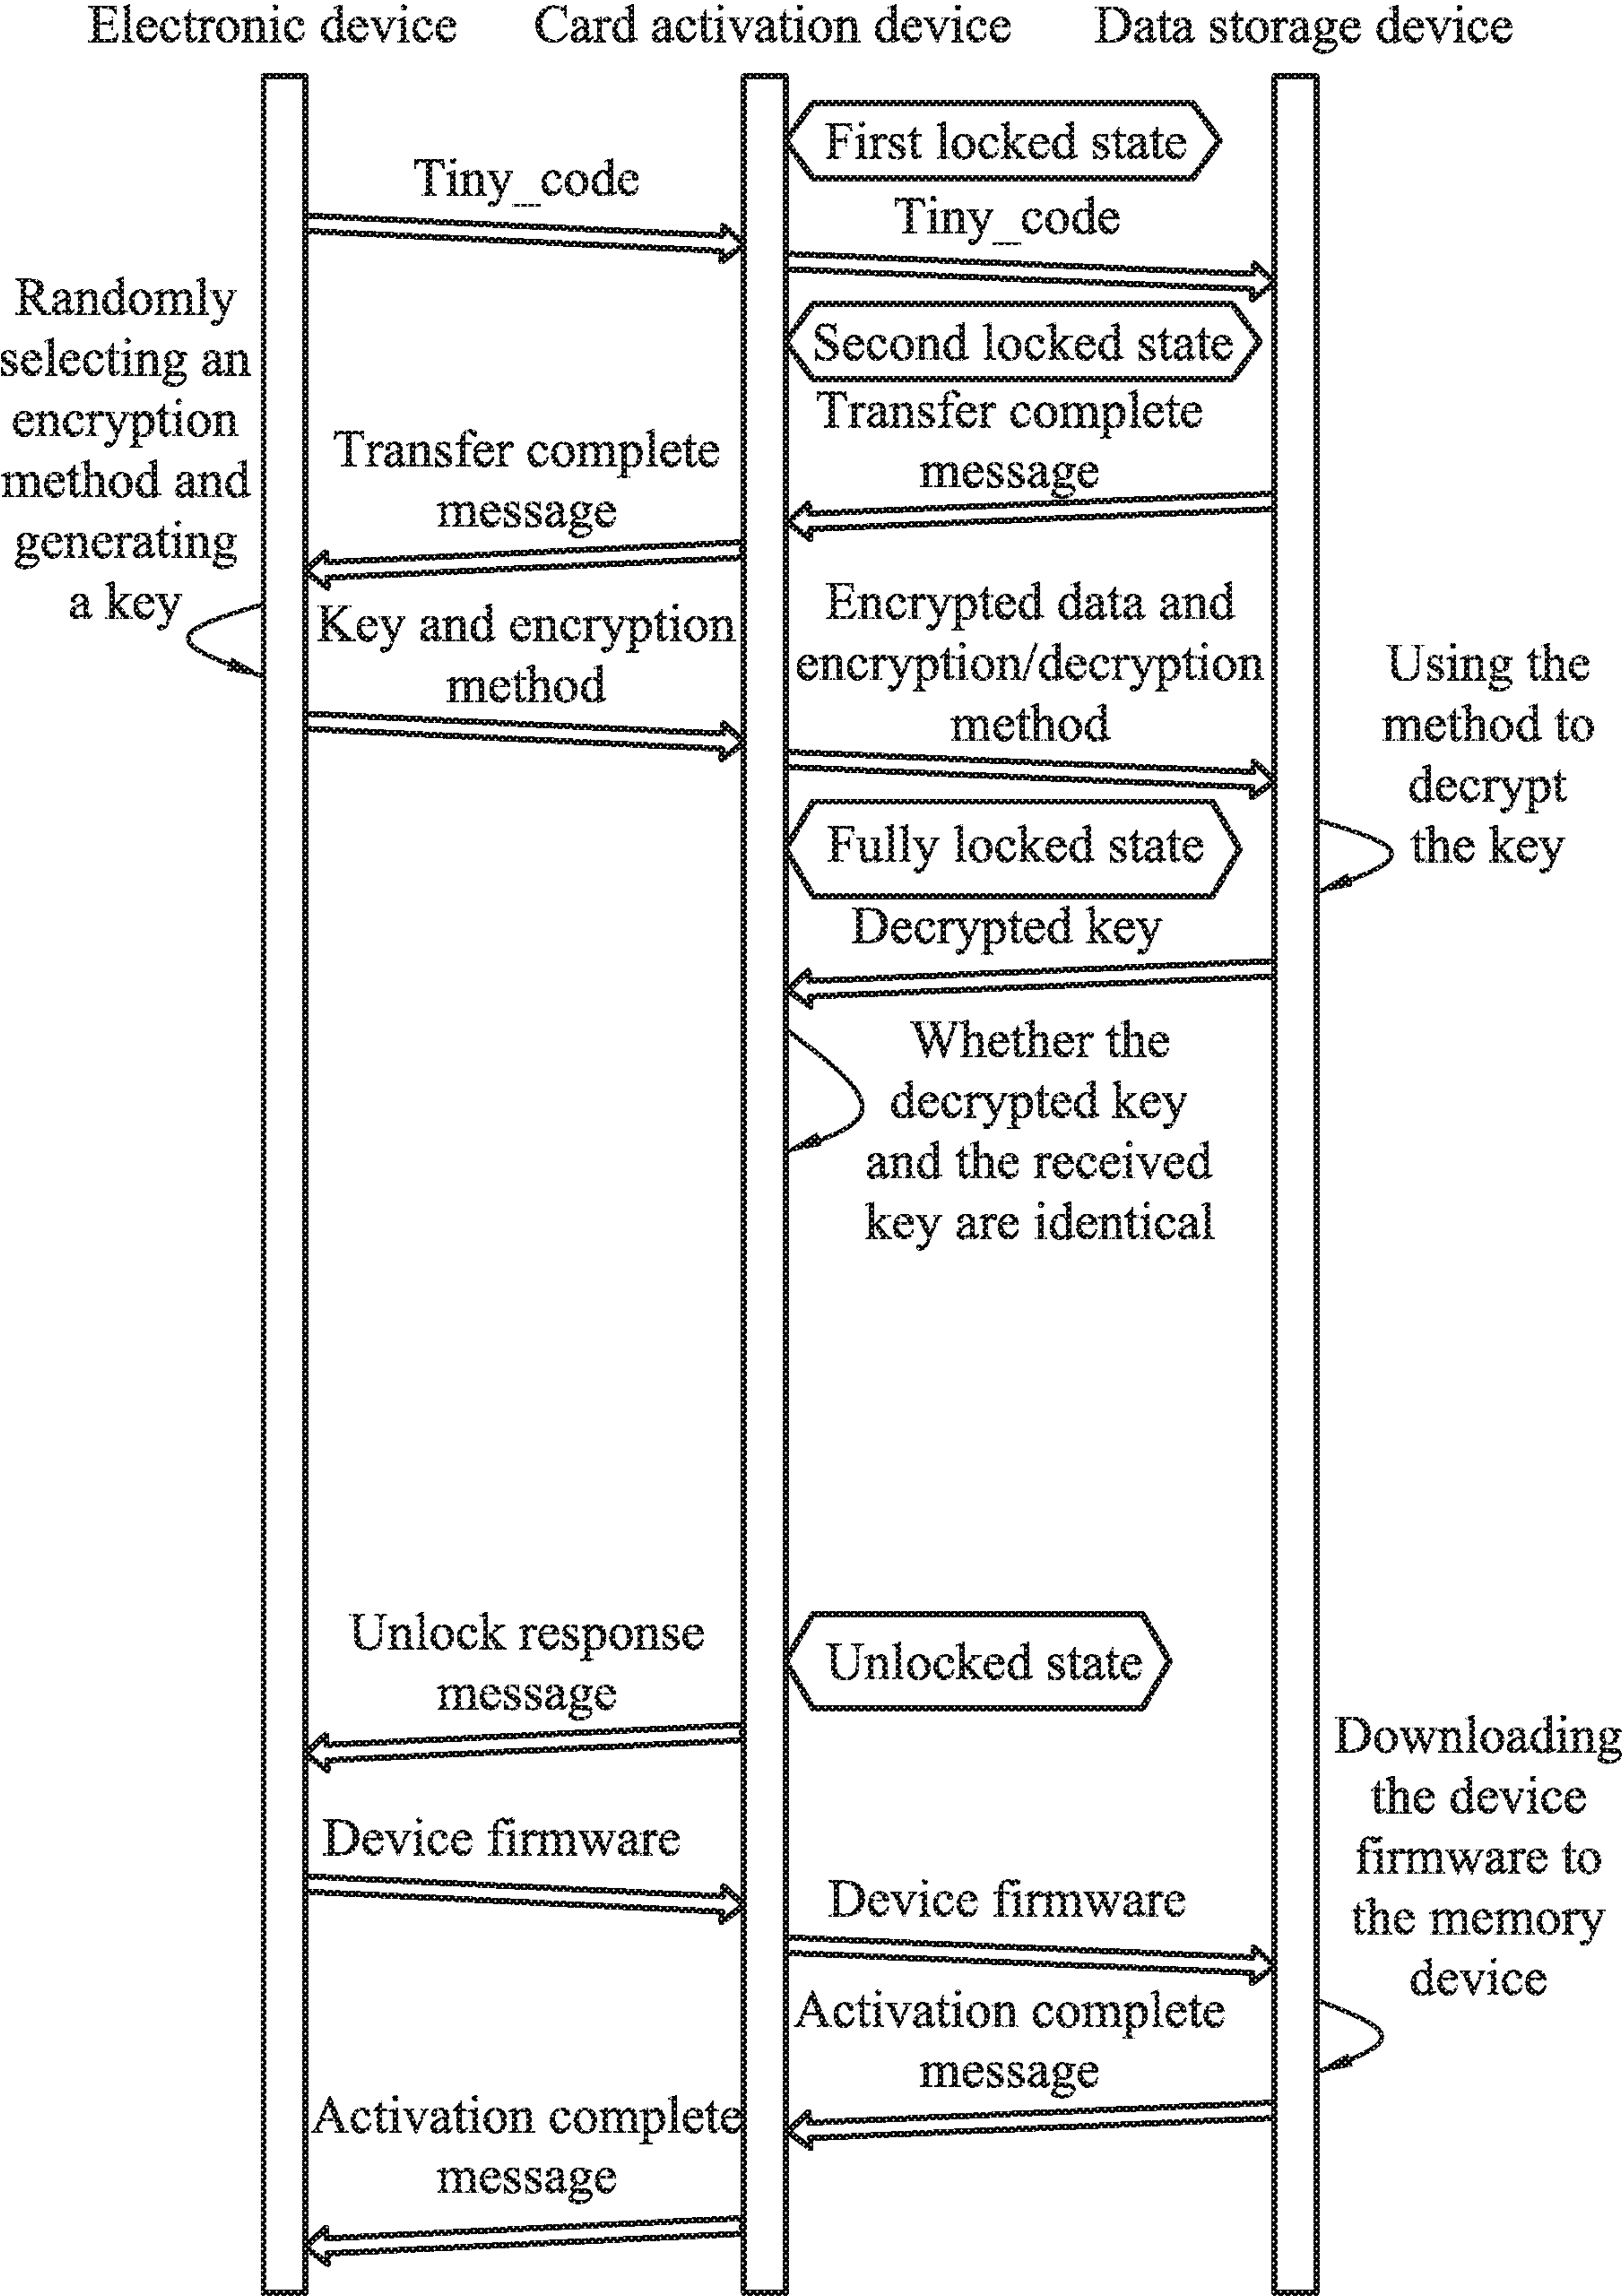 Electronic device
Card activation device
Data storage device
First locked state
Tiny_code
Tiny_code
Randomly
selecting an
encryption
method and
generating
a key
Second locked state
Transfer complete
message
Transfer complete
message
Key and encryption
method
Encrypted data and
encryption/decryption
method
Using the
method to
decrypt
the key
Fully locked state
Decrypted key
Whether the
decrypted key
and the received
key are identical
Unlock response
message
Unlocked state
Downloading
the device
firmware to
the memory
device
Device firmware
Device firmware
Activation complete
message
Activation complete
message